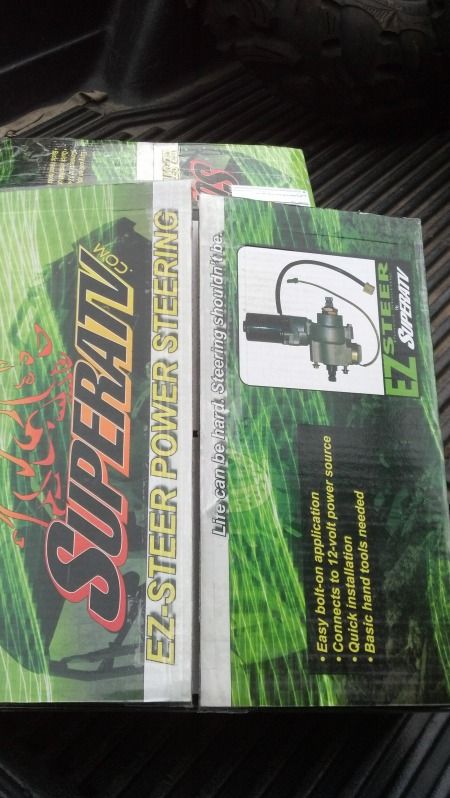 SUPERATV
.COM
EZ-STEER POWER STEERING
Life can be hard. Steering shouldn't be.
EZ STEER
SUPERATV
• Easy bolt-on application
• Connects to 12-volt power source
• Quick installation
• Basic hand tools needed